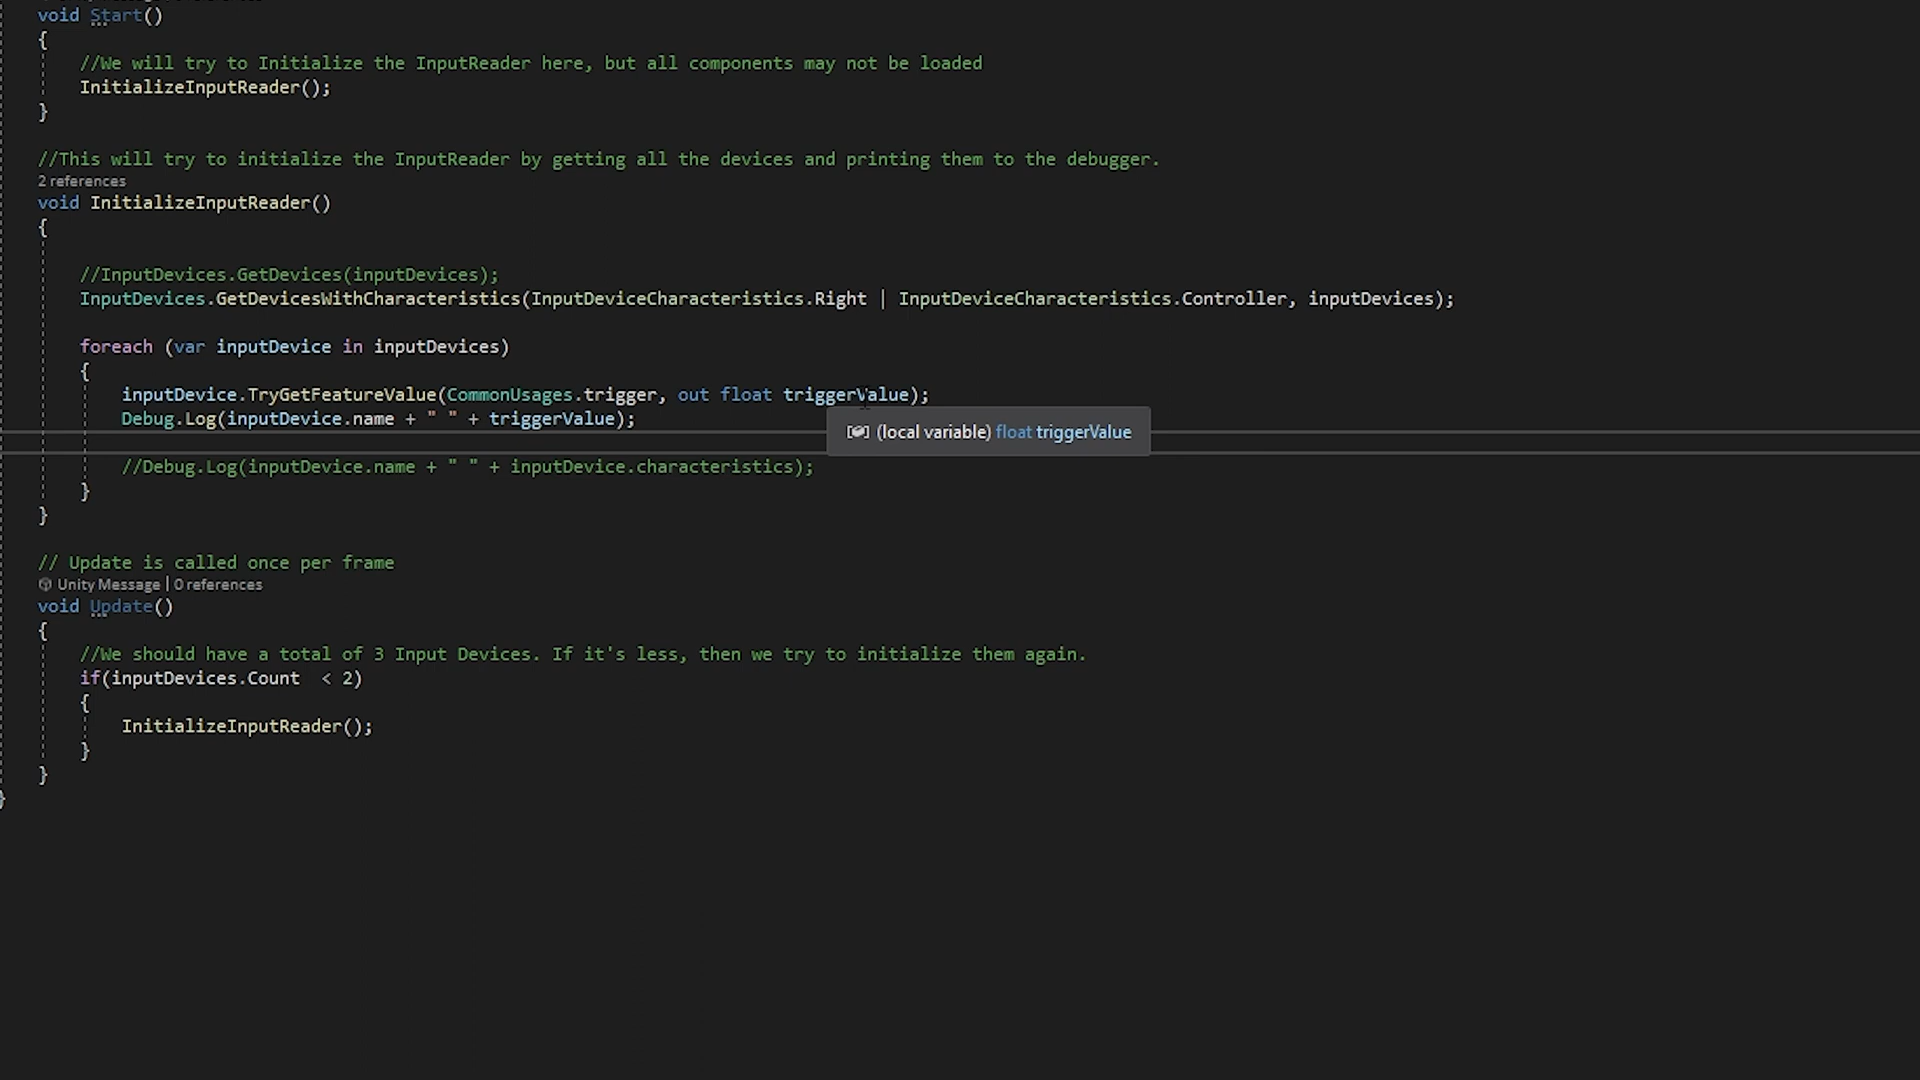 void Start()
{
//We will try to Initialize the InputReader here, but all components may not be loaded
InitializeInputReader();
}
//This will try to initialize the InputReader by getting all the devices and printing them to the debugger.
2 references
void InitializeInputReader()
{
//InputDevices.GetDevices(inputDevices);
InputDevices.GetDevicesWithCharacteristics(InputDeviceCharacteristics.Right | InputDeviceCharacteristics.Controller, inputDevices);
foreach (var inputDevice in inputDevices)
{
inputDevice.TryGetFeatureValue(CommonUsages.trigger, out float triggerValue);
Debug.Log(inputDevice.name + " " + triggerValue);
(local variable) float triggerValue
//Debug.Log(inputDevice.name + " " + inputDevice.characteristics);
}
}
// Update is called once per frame
Unity Message | 0 references
void Update()
{
//We should have a total of 3 Input Devices. If it's less, then we try to initialize them again.
if(inputDevices.Count  < 2)
{
InitializeInputReader();
}
}
}